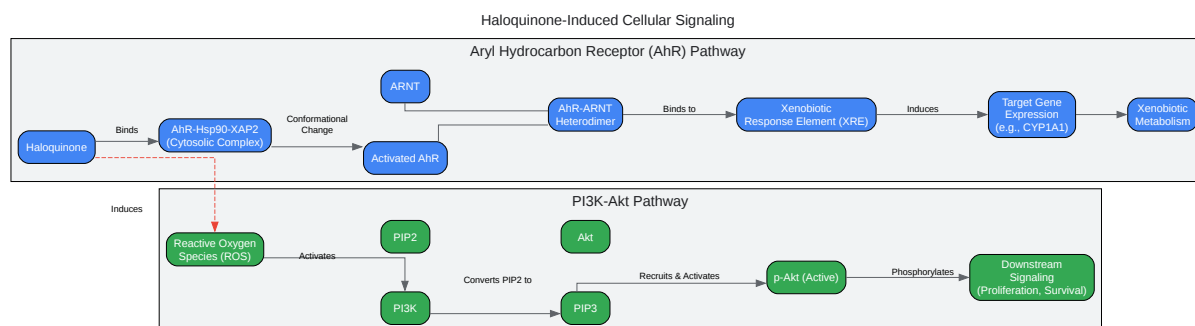 Haloquinone-Induced Cellular Signaling
Aryl Hydrocarbon Receptor (AhR) Pathway
Haloquinone
Binds
AhR-Hsp90-XAP2
(Cytosolic Complex)
Conformational
Change
ARNT
Activated AhR
AhR-ARNT
Heterodimer
Binds to
Xenobiotic
Response Element (XRE)
Induces
Target Gene
Expression
(e.g., CYP1A1)
Xenobiotic
Metabolism
Induces
PI3K-Akt Pathway
Reactive Oxygen
Species (ROS)
Activates
PIP2
PI3K
Converts PIP2 to
Akt
PIP3
Recruits & Activates
p-Akt (Active)
Phosphorylates
Downstream
Signaling
(Proliferation, Survival)